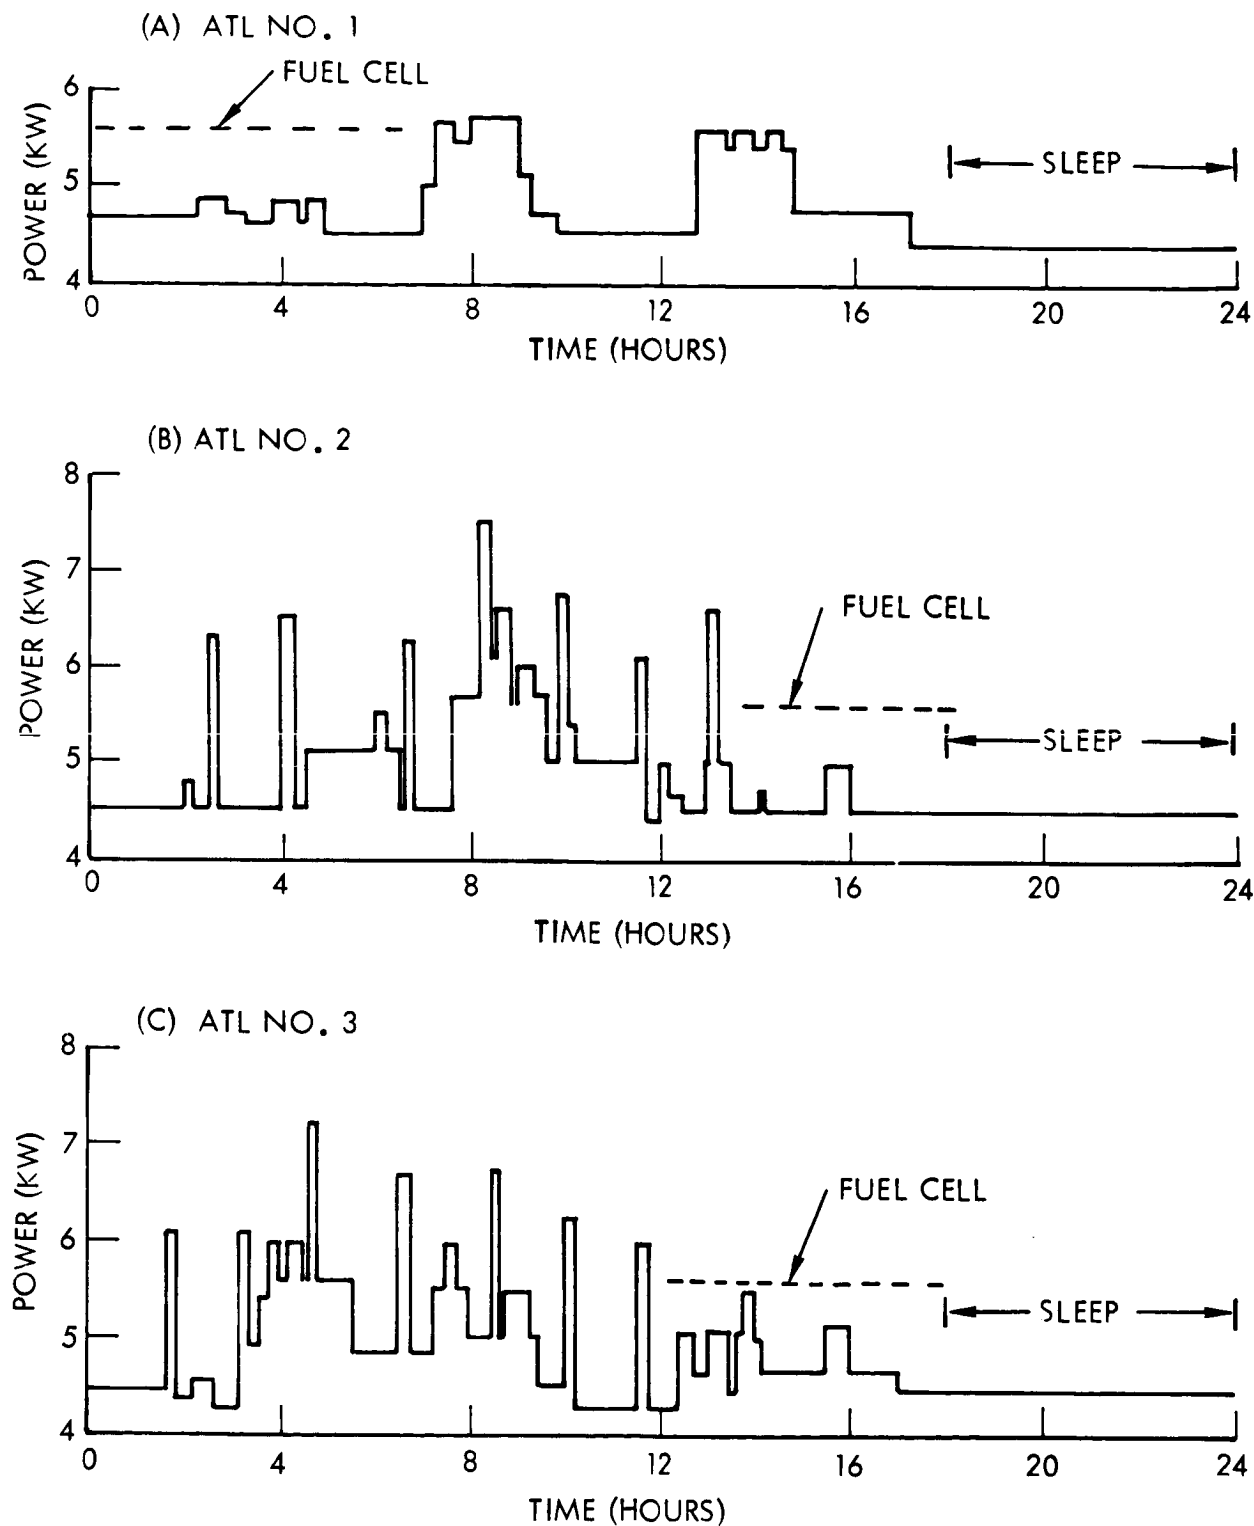 (A) ATL NO. 1
FUEL CELL
6
5
4
POWER (KW)
SLEEP
0 4 8 12 16 20 24
TIME (HOURS)
(B) ATL NO. 2
8
7
6
5
4
POWER (KW)
FUEL CELL
SLEEP
0 4 8 12 16 20 24
TIME (HOURS)
(C) ATL NO. 3
8
7
6
5
4
POWER (KW)
FUEL CELL
SLEEP
0 4 8 12 16 20 24
TIME (HOURS)